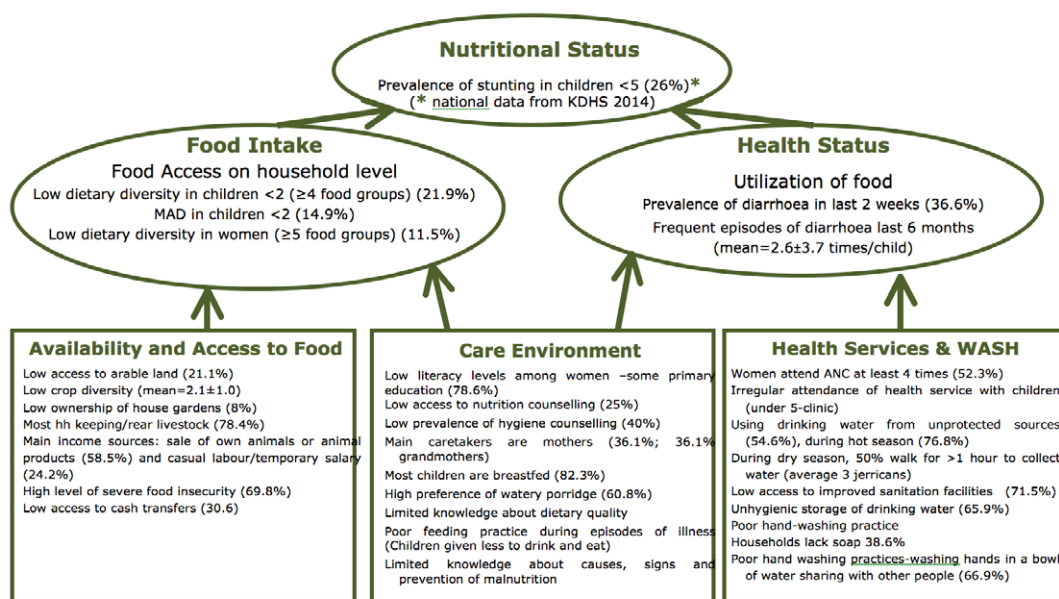 Nutritional Status
Prevalence of stunting in children <5 (26%)*
(* national data from KDHS 2014)
Food Intake
Food Access on household level
Low dietary diversity in children <2 (≥4 food groups) (21.9%)
MAD in children <2 (14.9%)
Low dietary diversity in women (≥5 food groups) (11.5%)
Health Status
Utilization of food
Prevalence of diarrhoea in last 2 weeks (36.6%)
Frequent episodes of diarrhoea last 6 months
(mean=2.6±3.7 times/child)
Availability and Access to Food
Low access to arable land (21.1%)
Low crop diversity (mean=2.1±1.0)
Low ownership of house gardens (8%)
Most hh keeping/rear livestock (78.4%)
Main income sources: sale of own animals or animal
products (58.5%) and casual labour/temporary salary
(24.2%)
High level of severe food insecurity (69.8%)
Low access to cash transfers (30.6)
Care Environment
Low literacy levels among women –some primary
education (78.6%)
Low access to nutrition counselling (25%)
Low prevalence of hygiene counselling (40%)
Main caretakers are mothers (36.1%; 36.1%
grandmothers)
Most children are breastfed (82.3%)
High preference of watery porridge (60.8%)
Limited knowledge about dietary quality
Poor feeding practice during episodes of illness
(Children given less to drink and eat)
Limited knowledge about causes, signs and
prevention of malnutrition
Health Services & WASH
Women attend ANC at least 4 times (52.3%)
Irregular attendance of health service with children
(under 5-clinic)
Using drinking water from unprotected sources
(54.6%), during hot season (76.8%)
During dry season, 50% walk for >1 hour to collect
water (average 3 jerricans)
Low access to improved sanitation facilities (71.5%)
Unhygienic storage of drinking water (65.9%)
Poor hand-washing practice
Households lack soap 38.6%
Poor hand washing practices-washing hands in a bowl
of water sharing with other people (66.9%)